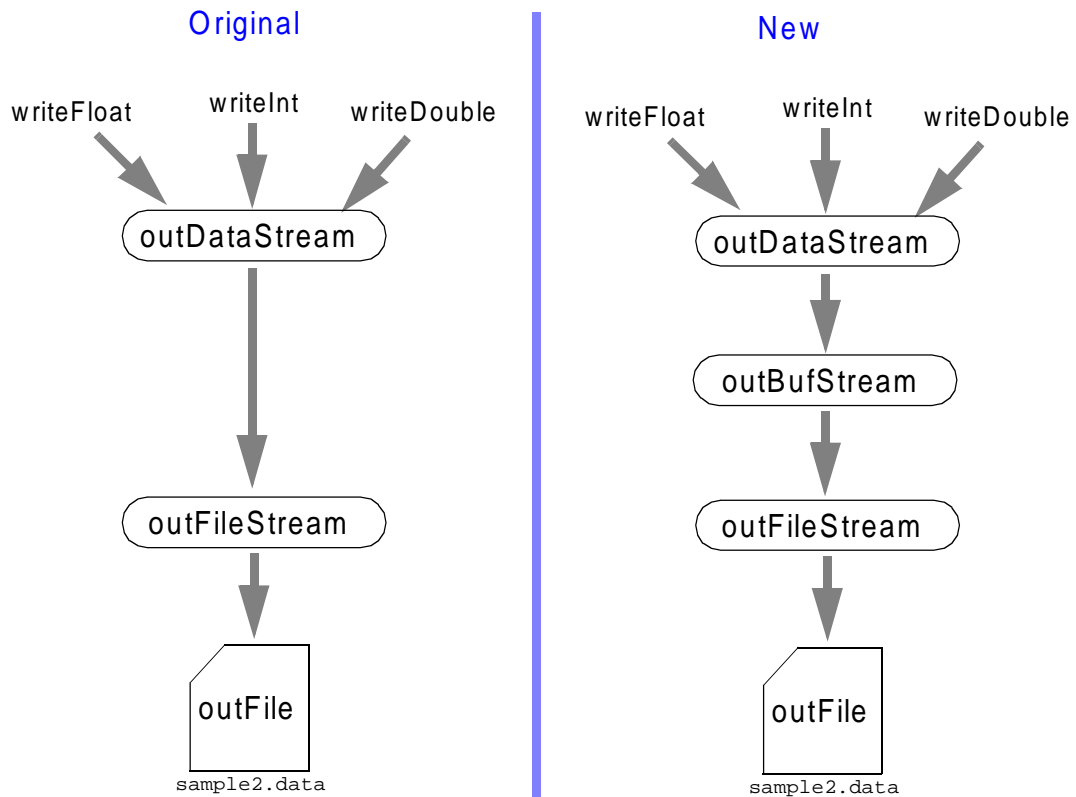 Original
writeFloat
writeInt
writeDouble
outDataStream
outFileStream
outFile
sample2.data
New
writeFloat
writeInt
writeDouble
outDataStream
outBufStream
outFileStream
outFile
sample2.data